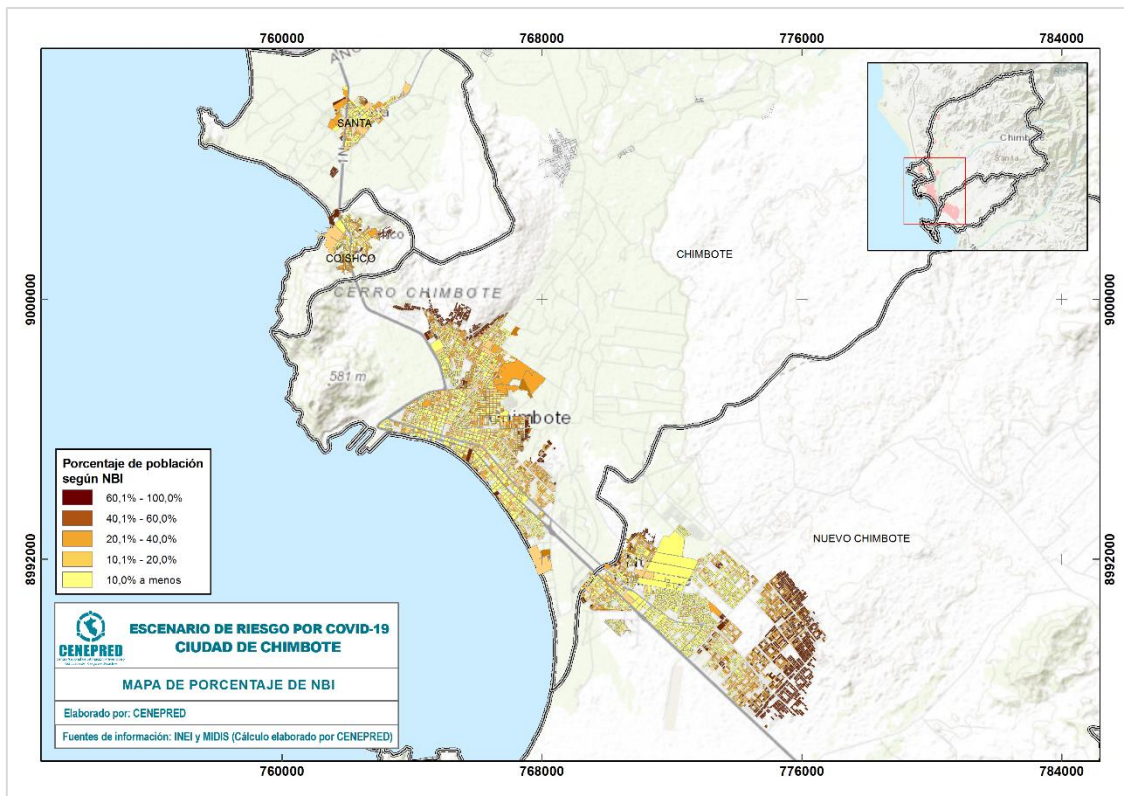 760000
768000
776000
784000
SANTA
Chimbote
Santa
COISHCO
CHIMBOTE
CERRO CHIMBOTE
9000000
9000000
581 m
Chimbote
Porcentaje de población
según NBI
60,1% - 100,0%
40,1% - 60,0%
20,1% - 40,0%
10,1% - 20,0%
10,0% a menos
NUEVO CHIMBOTE
8992000
8992000
CENEPRED
ESCENARIO DE RIESGO POR COVID-19
CIUDAD DE CHIMBOTE
MAPA DE PORCENTAJE DE NBI
Elaborado por: CENEPRED
Fuentes de información: INEI y MIDIS (Cálculo elaborado por CENEPRED)
760000
768000
776000
784000